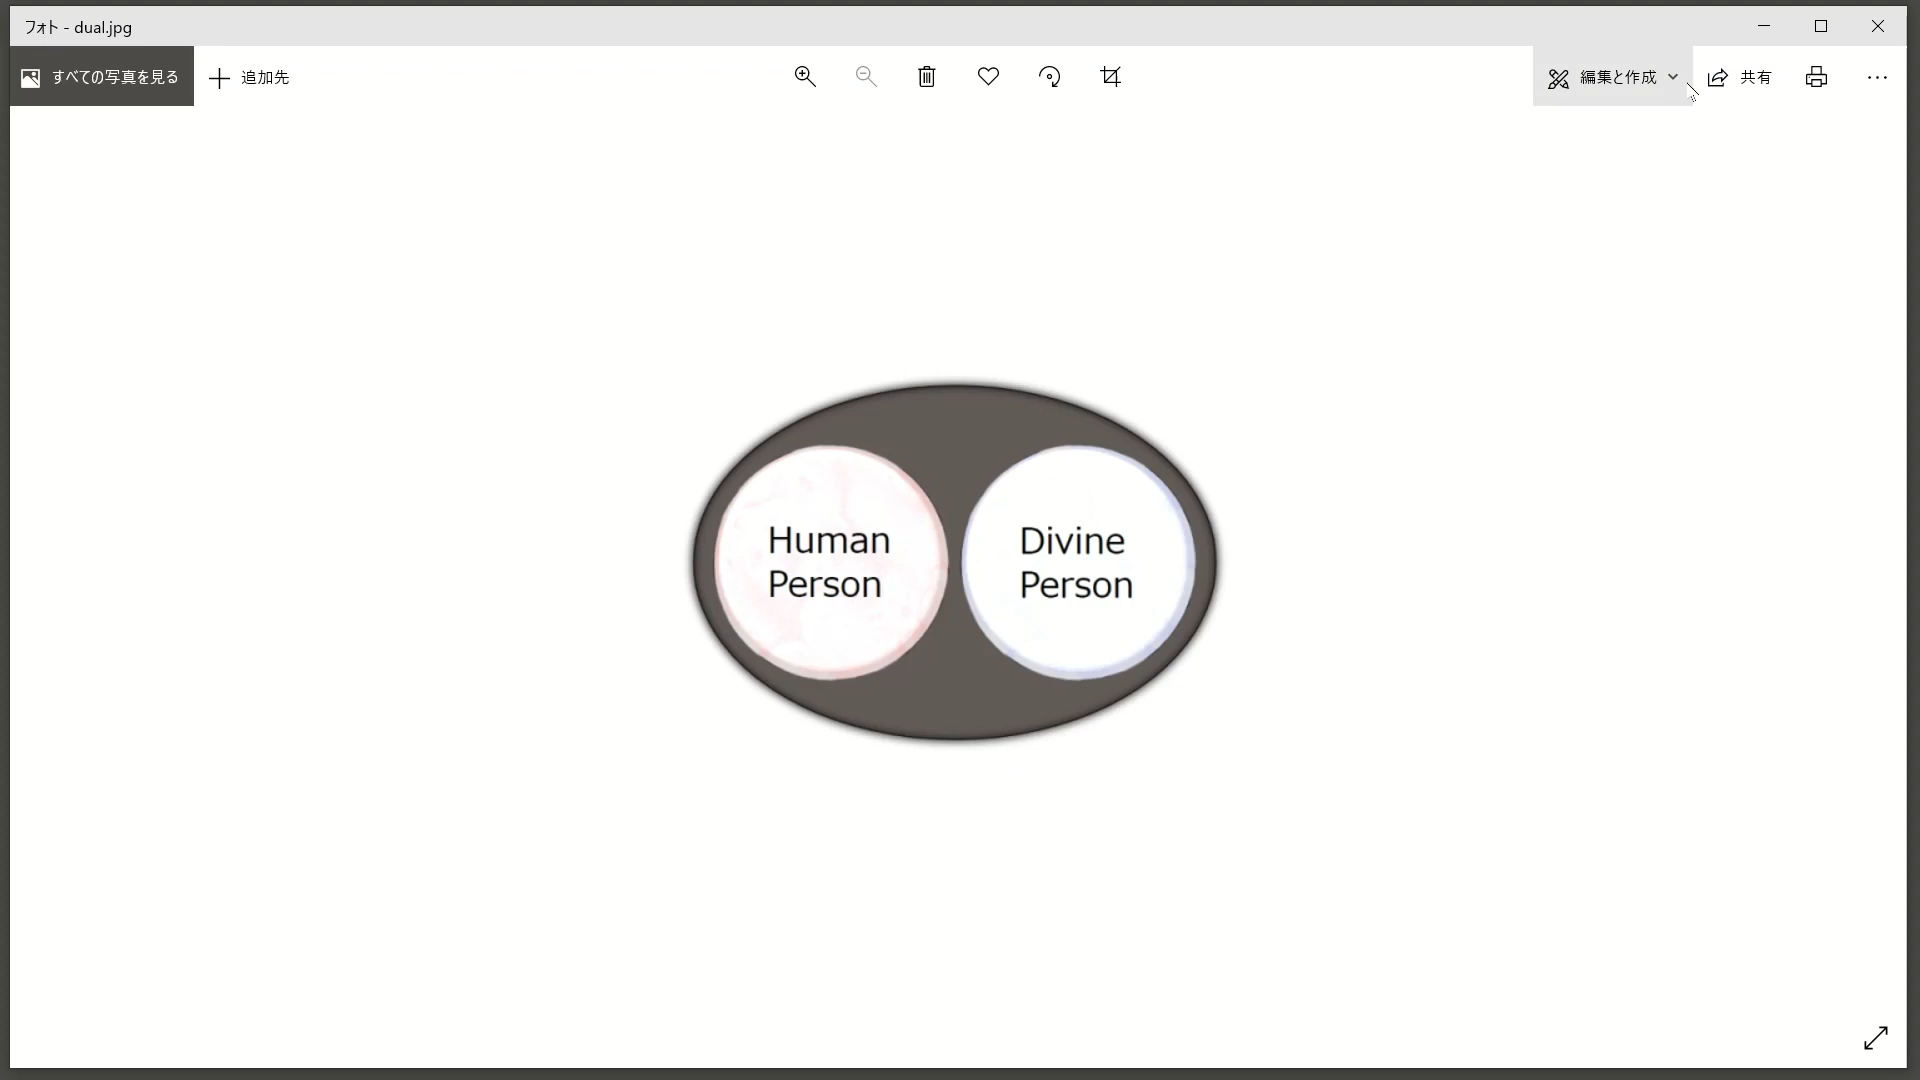 フォト - dual.jpg
すべての写真を見る
追加先
編集と作成
共有
Human
Person
Divine
Person